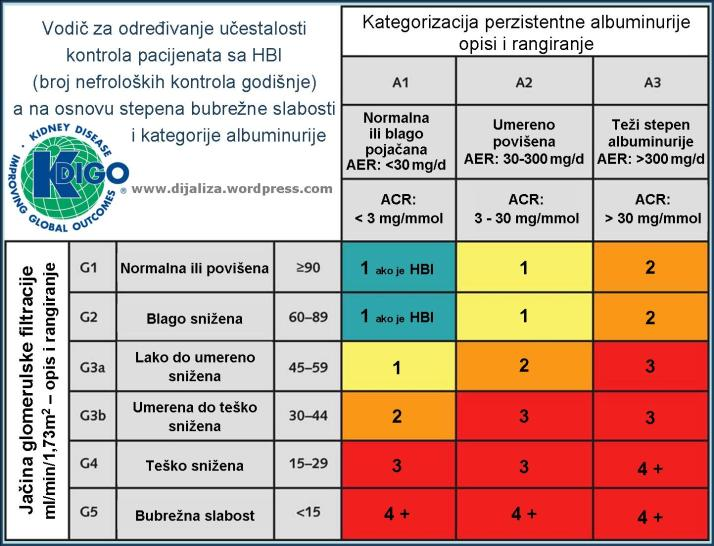 Vodič za određivanje učestalosti
kontrola pacijenata sa HBI
(broj nefroloških kontrola godišnje)
a na osnovu stepena bubrežne slabosti
i kategorije albuminurije
KIDNEY DISEASE
KDIGO
®
IMPROVING GLOBAL OUTCOMES
www.dijaliza.wordpress.com
Kategorizacija perzistentne albuminurije
opisi i rangiranje
A1 A2 A3
Normalna
ili blago
pojačana
AER: <30 mg/d
Umereno
povišena
AER: 30-300 mg/d
Teži stepen
albuminurije
AER: >300 mg/d
ACR:
< 3 mg/mmol
ACR:
3 - 30 mg/mmol
ACR:
> 30 mg/mmol
Jačina glomerulske filtracije
ml/min/1,73m² – opis i rangiranje
G1 Normalna ili povišena ≥90 1 ako je HBI 1 2
G2 Blago snižena 60–89 1 ako je HBI 1 2
G3a Lako do umereno
snižena 45–59 1 2 3
G3b Umerena do teško
snižena 30–44 2 3 3
G4 Teško snižena 15–29 3 3 4 +
G5 Bubrežna slabost <15 4 + 4 + 4 +